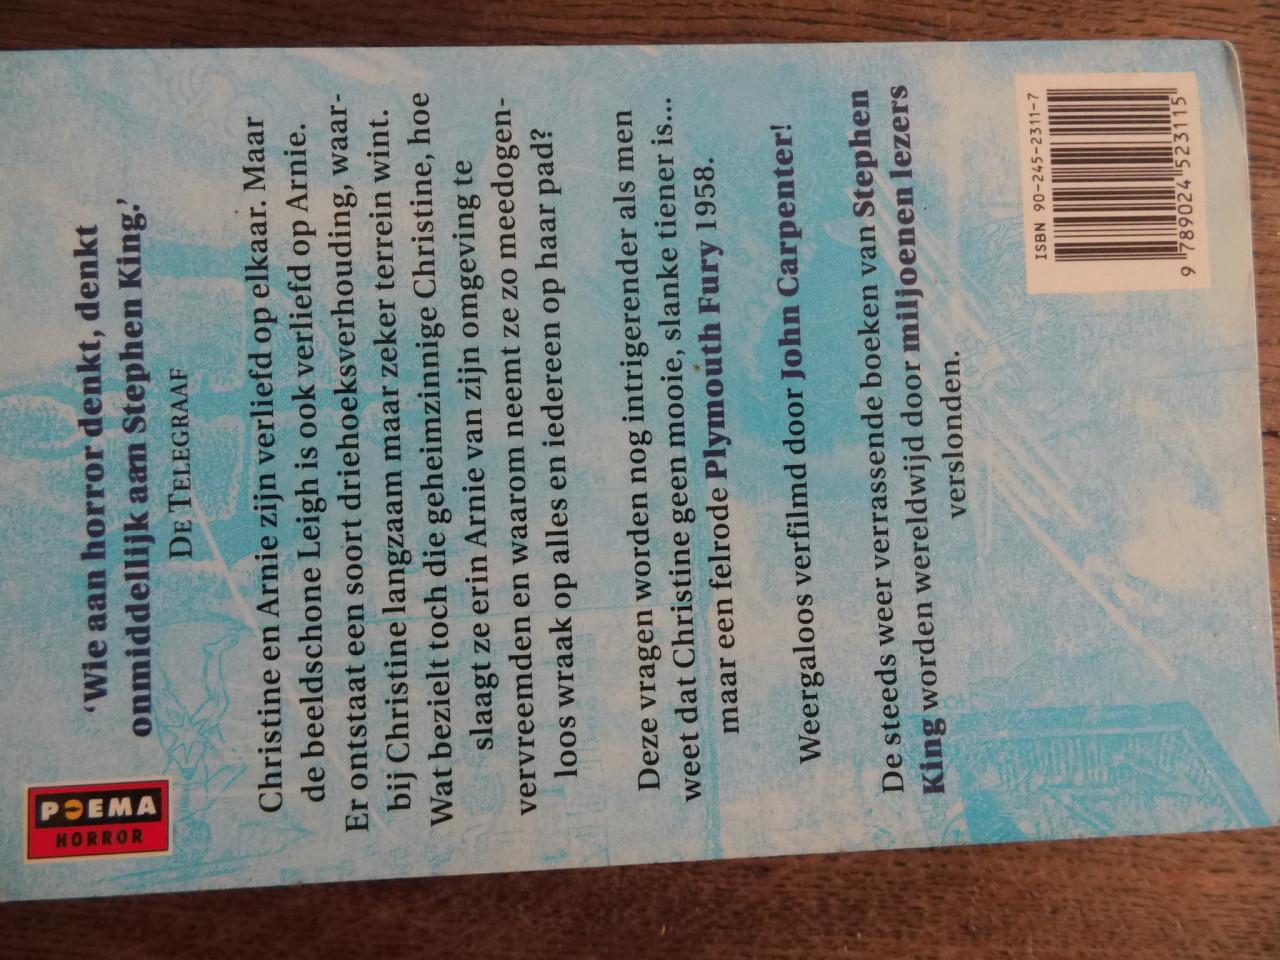 POEMA
HORROR
‘Wie aan horror denkt, denkt
onmiddellijk aan Stephen King.’
DE TELEGRAAF
Christine en Arnie zijn verliefd op elkaar. Maar
de beeldschone Leigh is ook verliefd op Arnie.
Er ontstaat een soort driehoeksverhouding, waar-
bij Christine langzaam maar zeker terrein wint.
Wat bezielt toch die geheimzinnige Christine, hoe
slaagt ze erin Arnie van zijn omgeving te
vervreemden en waarom neemt ze zo meedogen-
loos wraak op alles en iedereen op haar pad?
Deze vragen worden nog intrigerender als men
weet dat Christine geen mooie, slanke tiener is...
maar een felrode Plymouth Fury 1958.
Weergaloos verfilmd door John Carpenter!
De steeds weer verrassende boeken van Stephen
King worden wereldwijd door miljoenen lezers
verslonden.
ISBN 90-245-2311-7
9 789024 523115